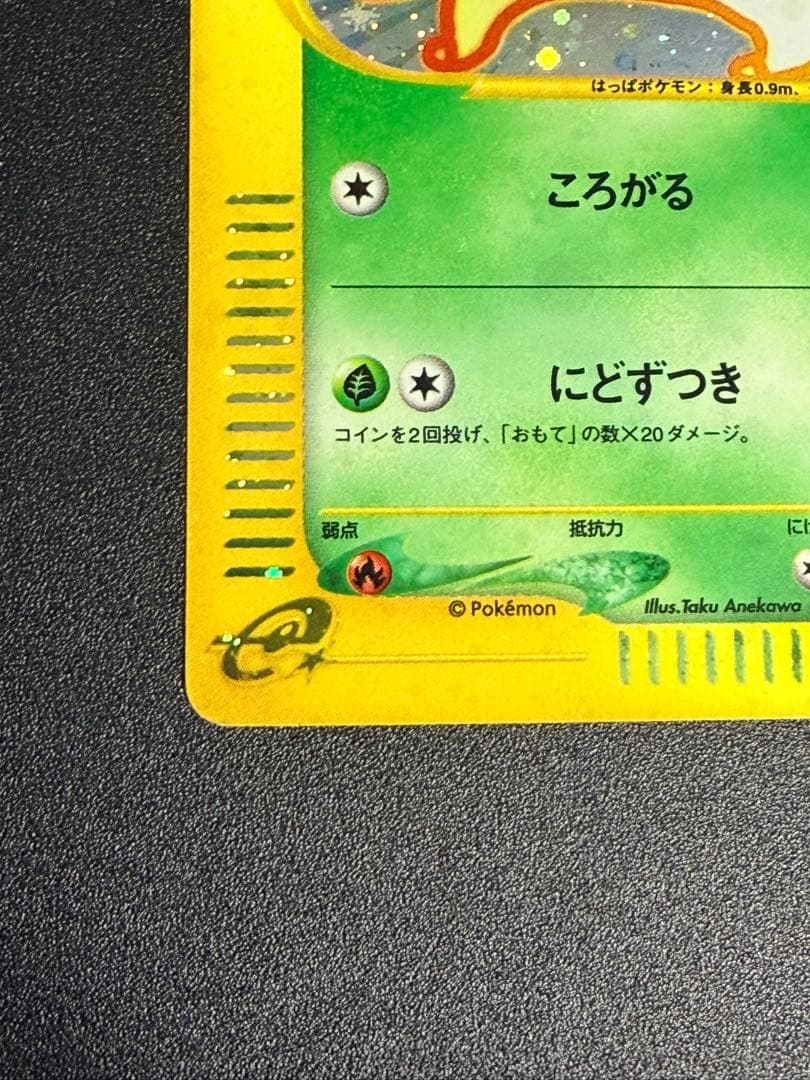 はっぱポケモン：身長0.9m、
ころがる
にどずつき
コインを2回投げ、「おもて」の数×20ダメージ。
弱点 抵抗力 にげ
© Pokémon Illus.Taku Anekawa
e